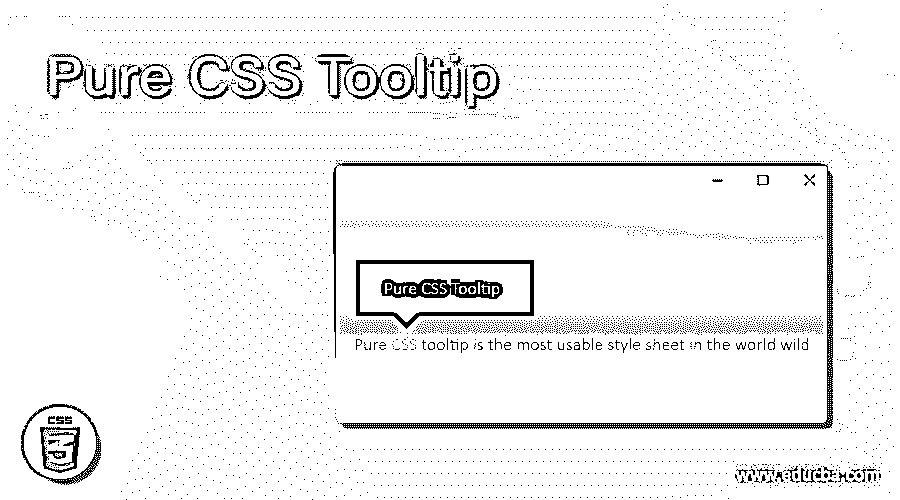 Pure CSS Tooltip
Pure CSS Tooltip
Pure CSS tooltip is the most usable style sheet in the world wild
CSS
3
www.educba.com